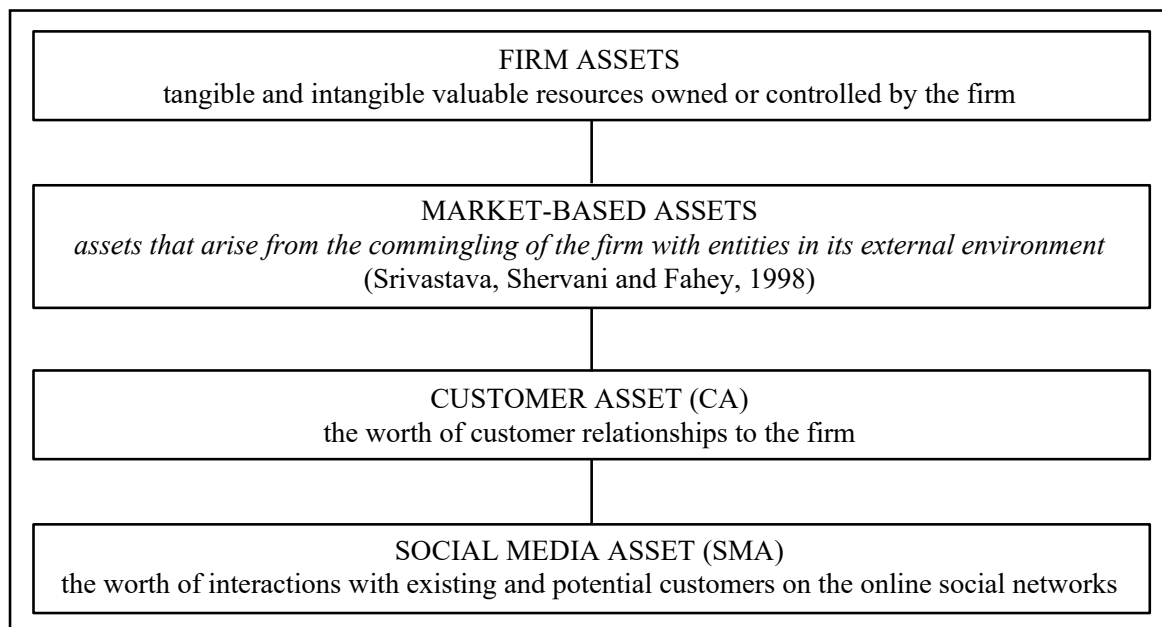 FIRM ASSETS
tangible and intangible valuable resources owned or controlled by the firm
MARKET-BASED ASSETS
assets that arise from the commingling of the firm with entities in its external environment
(Srivastava, Shervani and Fahey, 1998)
CUSTOMER ASSET (CA)
the worth of customer relationships to the firm
SOCIAL MEDIA ASSET (SMA)
the worth of interactions with existing and potential customers on the online social networks